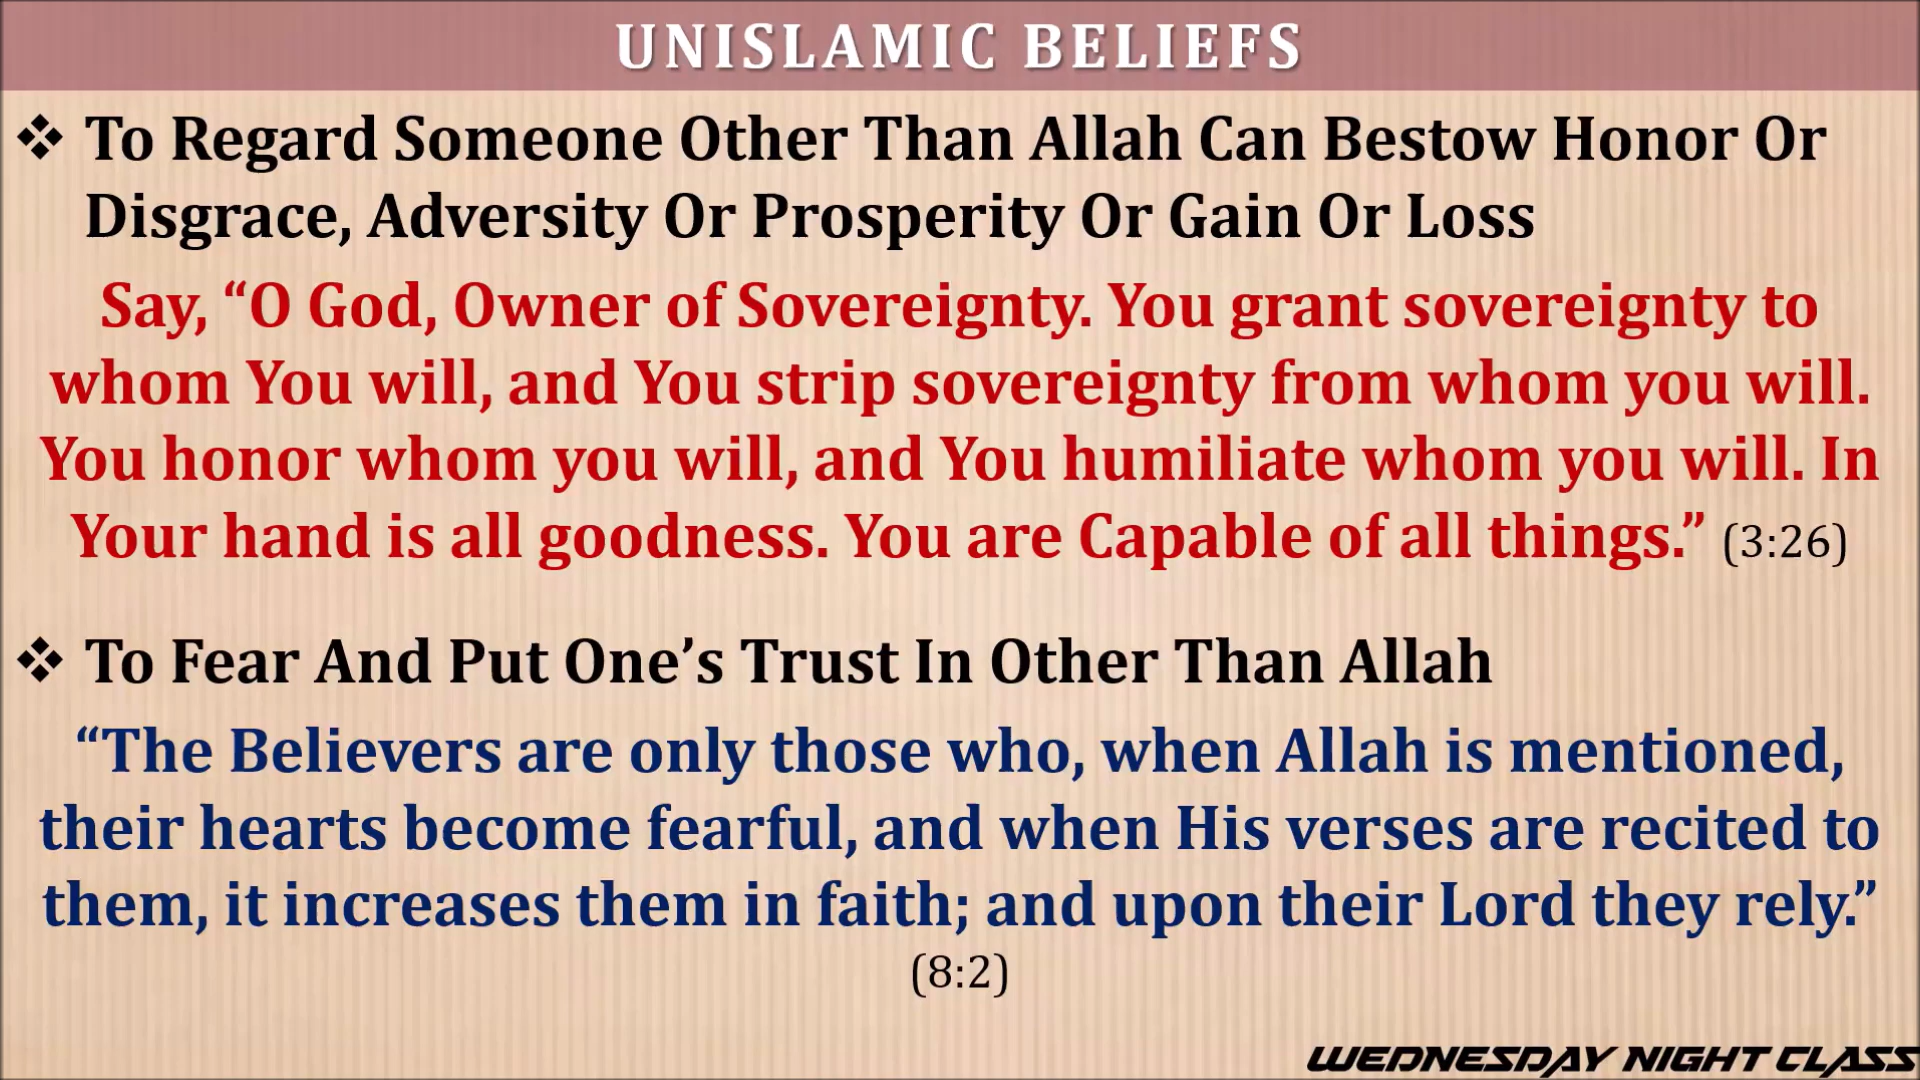 UNISLAMIC BELIEFS
❖ To Regard Someone Other Than Allah Can Bestow Honor Or
Disgrace, Adversity Or Prosperity Or Gain Or Loss
Say, “O God, Owner of Sovereignty. You grant sovereignty to
whom You will, and You strip sovereignty from whom you will.
You honor whom you will, and You humiliate whom you will. In
Your hand is all goodness. You are Capable of all things.” (3:26)
❖ To Fear And Put One’s Trust In Other Than Allah
“The Believers are only those who, when Allah is mentioned,
their hearts become fearful, and when His verses are recited to
them, it increases them in faith; and upon their Lord they rely.”
(8:2)
WEDNESDAY NIGHT CLASS